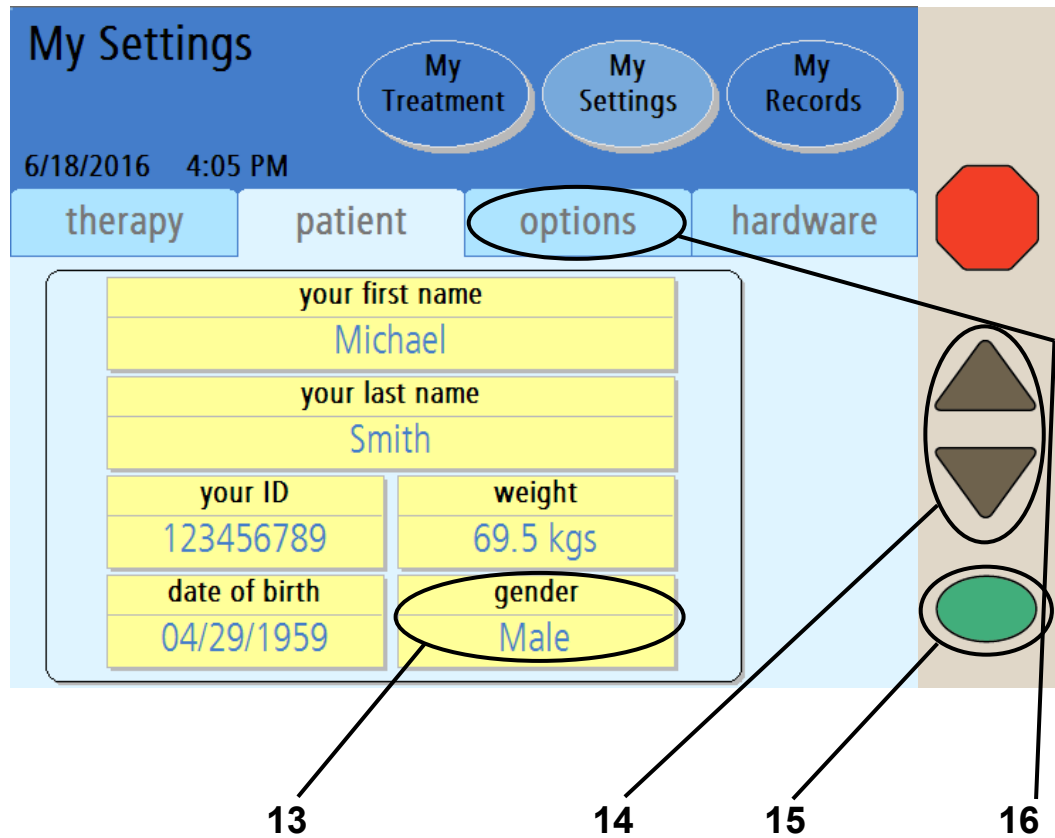 My Settings
My
Treatment
My
Settings
My
Records
6/18/2016 4:05 PM
therapy patient options hardware
your first name
Michael
your last name
Smith
your ID weight
123456789 69.5 kgs
date of birth gender
04/29/1959 Male
13 14 15 16